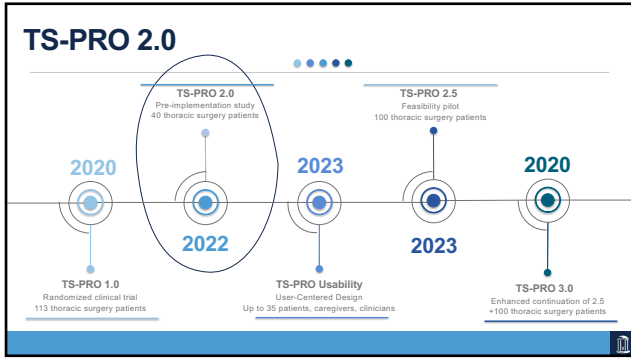 TS-PRO 2.0
TS-PRO 2.0
Pre-implementation study
40 thoracic surgery patients
TS-PRO 2.5
Feasibility pilot
100 thoracic surgery patients
2020
2022
2023
2023
2020
TS-PRO 1.0
Randomized clinical trial
113 thoracic surgery patients
TS-PRO Usability
User-Centered Design
Up to 35 patients, caregivers, clinicians
TS-PRO 3.0
Enhanced continuation of 2.5
+100 thoracic surgery patients